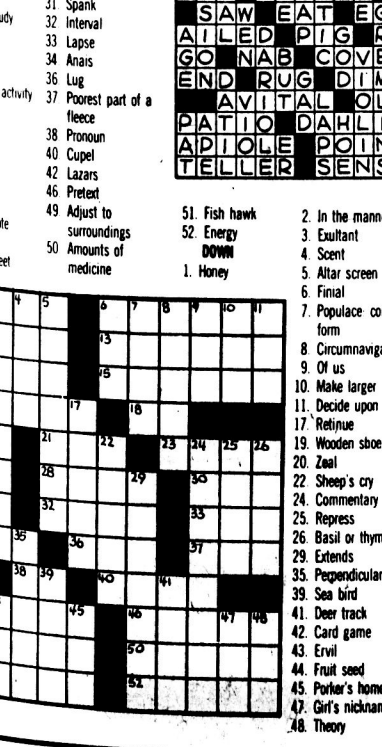 31. Spank
32 Interval
33 Lapse
34 Anais
36 Lug
activity
37 Poorest part of a
fleece
38 Pronoun
40 Cupel
42 Lazars
46 Pretext
49 Adjust to
surroundings
50 Amounts of
medicine
SAW EAT
AILED PIG
GO NAB COVE
END RUG DI
AVITAL
PATIO DAHL
APIOLE POIN
TELLER SENS
51. Fish hawk
52. Energy
DOWN
1. Honey
2. In the mann
3. Exultant
4. Scent
5. Altar screen
6. Finial
7. Populace co
form
8. Circumnaviga
9. Of us
10. Make larger
11. Decide upon
17. Retinue
19. Wooden shoe
20. Zeal
22. Sheep's cry
24. Commentary
25. Repress
26. Basil or thym
29. Extends
35. Perpendicular
39. Sea bird
41. Deer track
42. Card game
43. Ervil
44. Fruit seed
45. Porker's home
47. Girl's nicknam
48. Theory
4 5 6 7 8 9 10 11
13
15
17 18
21 22 23 24 25 26
28 29 30
32 33
35 36 37
38 39 40 41
45 46 47 48
50
52